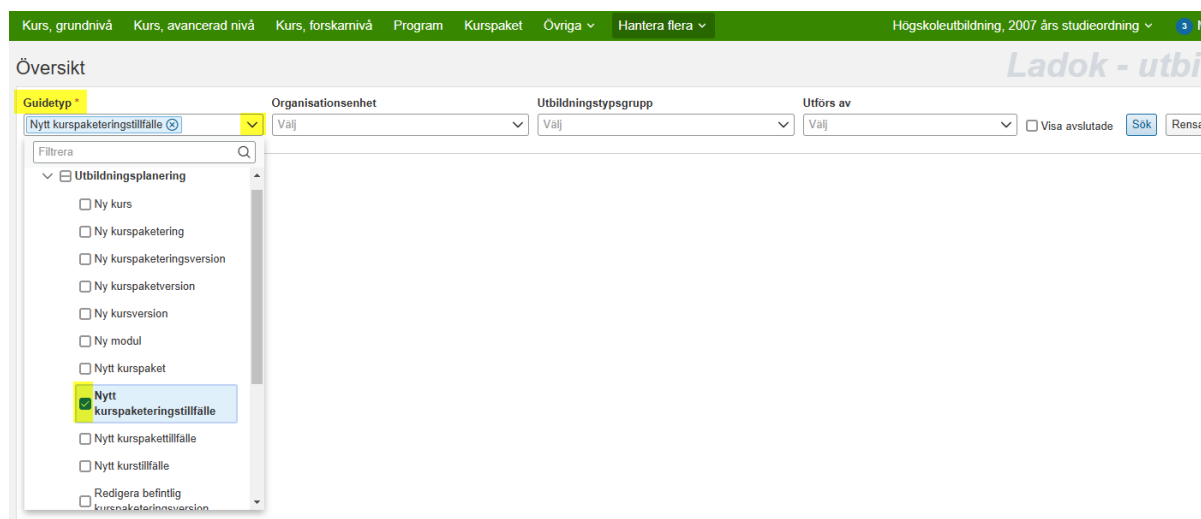 Kurs, grundnivå Kurs, avancerad nivå Kurs, forskarnivå Program Kurspaket Övriga Hantera flera Högskoleutbildning, 2007 års studieordning 3
Översikt Ladok - utbi
Guidetyp * Organisationsenhet Utbildningstypsgrupp Utförs av
Nytt kurspaketeringstillfälle Välj Välj Välj Visa avslutade Sök Rensa
Filtrera
Utbildningsplanering
Ny kurs
Ny kurspaketering
Ny kurspaketeringsversion
Ny kurspaketversion
Ny kursversion
Ny modul
Nytt kurspaket
Nytt
kurspaketeringstillfälle
Nytt kurspakettillfälle
Nytt kurstillfälle
Redigera befintlig
kurspaketeringsversion